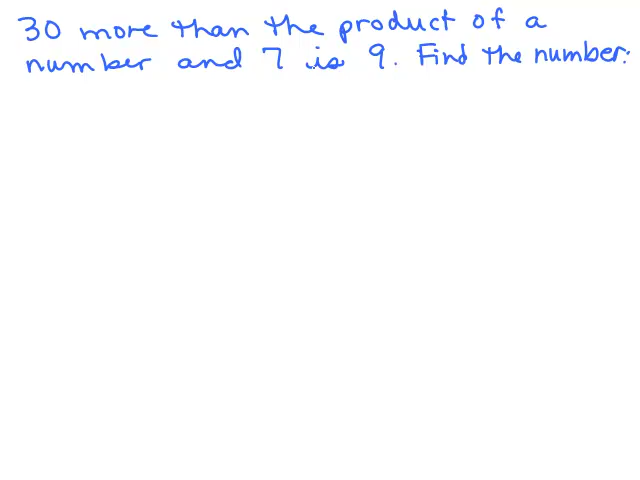 30 more than the product of a
number and 7 is 9. Find the number.